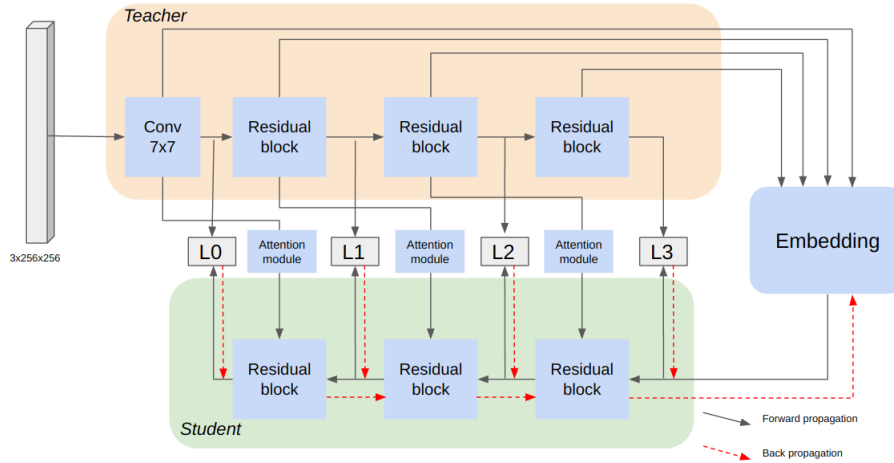 Teacher
Conv
7x7
Residual
block
Residual
block
Residual
block
3x256x256
L0
Attention
module
L1
Attention
module
L2
Attention
module
L3
Embedding
Residual
block
Residual
block
Residual
block
Student
Forward propagation
Back propagation